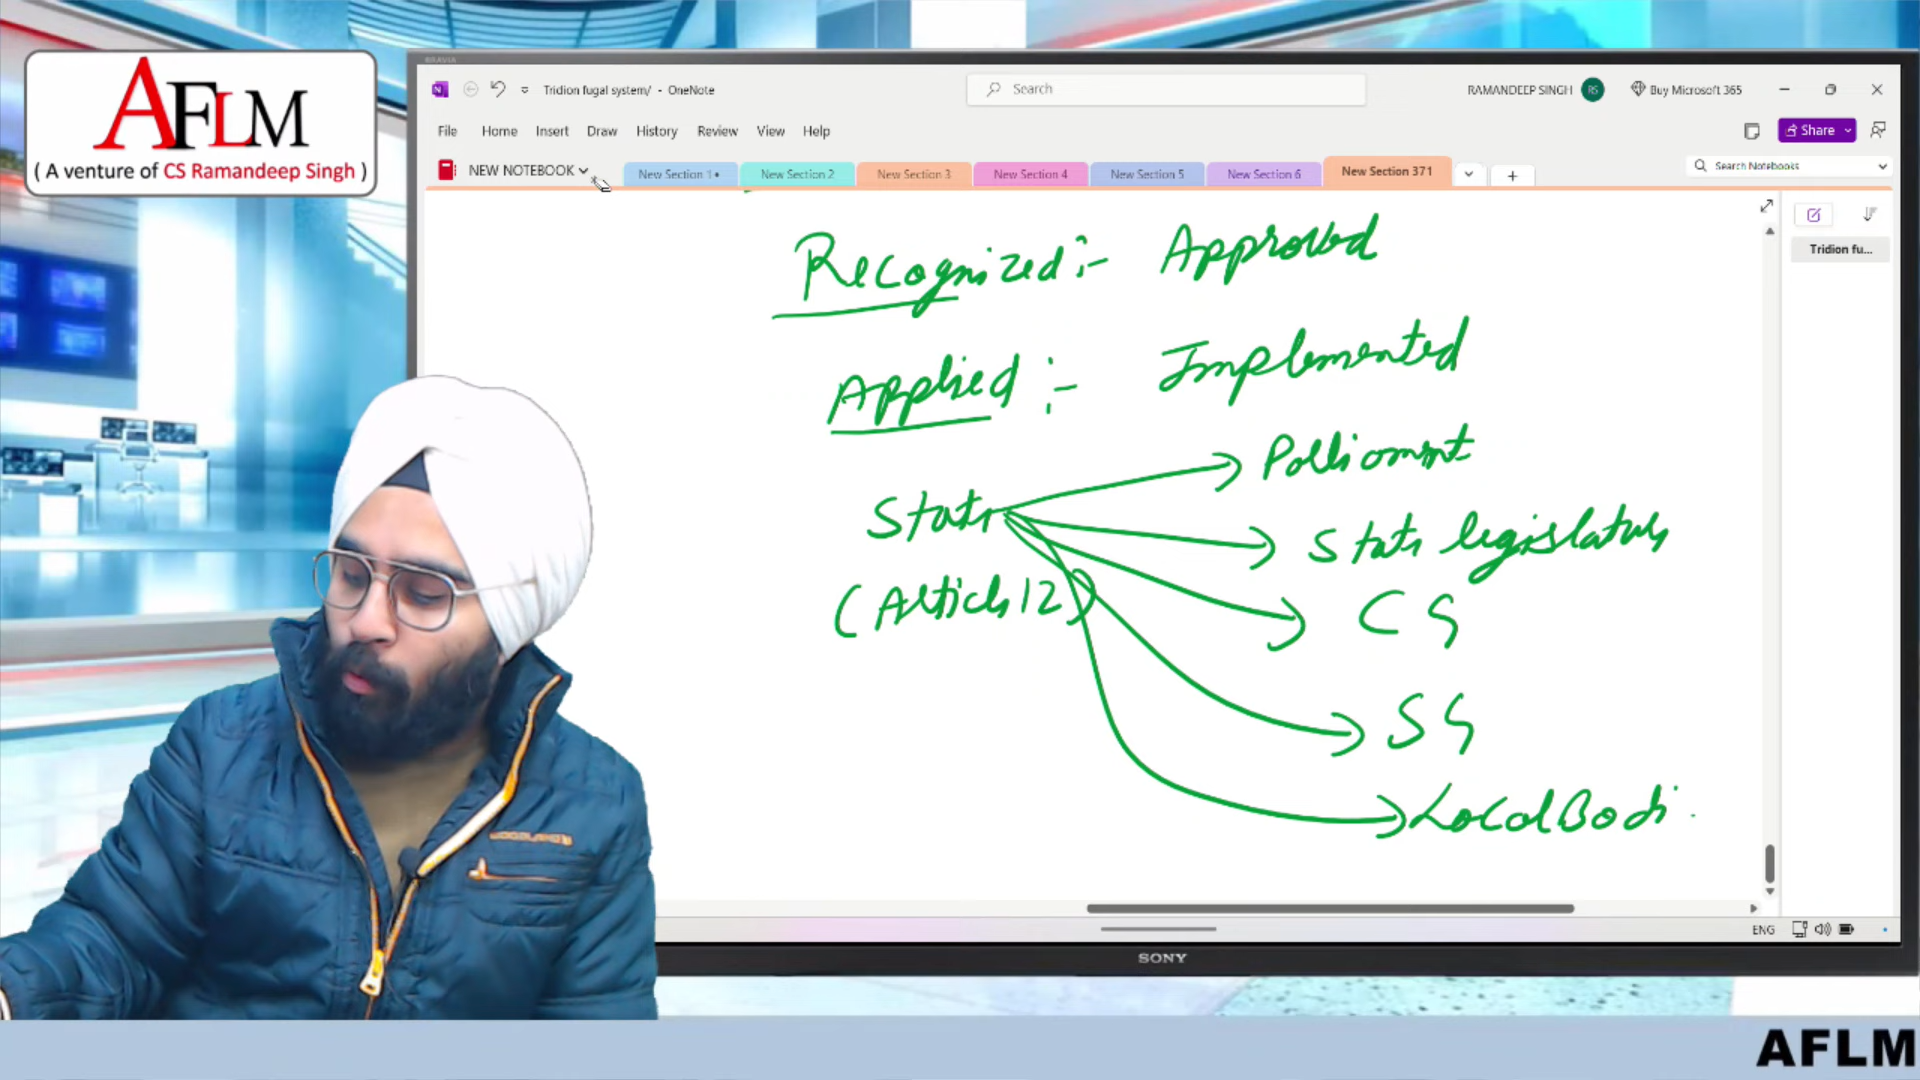 BRAVIA
AFLM
( A venture of CS Ramandeep Singh )
Tridion fugal system/ - OneNote
Search
RAMANDEEP SINGH
RS
Buy Microsoft 365
File Home Insert Draw History Review View Help
Share
NEW NOTEBOOK
New Section 1
New Section 2
New Section 3
New Section 4
New Section 5
New Section 6
New Section 371
+
Search Notebooks
Tridion fu...
Recognized:- Approved
Applied :- Implemented
State
Parliament
State legislature
(Article 12)
CG
SG
Local Bodi.
ENG
SONY
AFLM